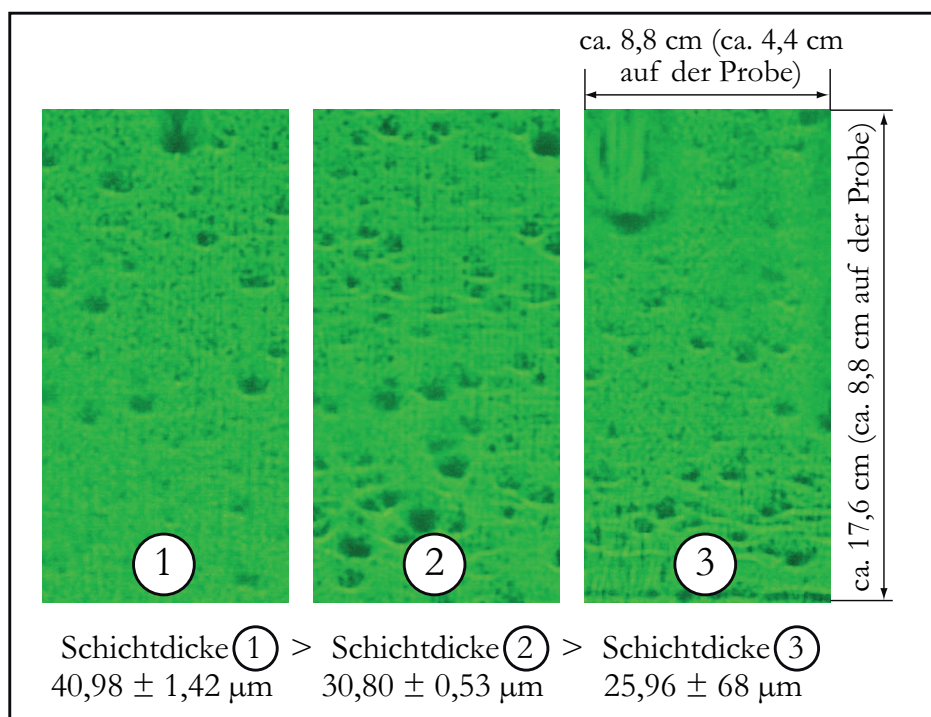 ca. 8,8 cm (ca. 4,4 cm
auf der Probe)
ca. 17,6 cm (ca. 8,8 cm auf der Probe)
1
2
3
Schichtdicke 1 > Schichtdicke 2 > Schichtdicke 3
40,98 ± 1,42 µm 30,80 ± 0,53 µm 25,96 ± 68 µm